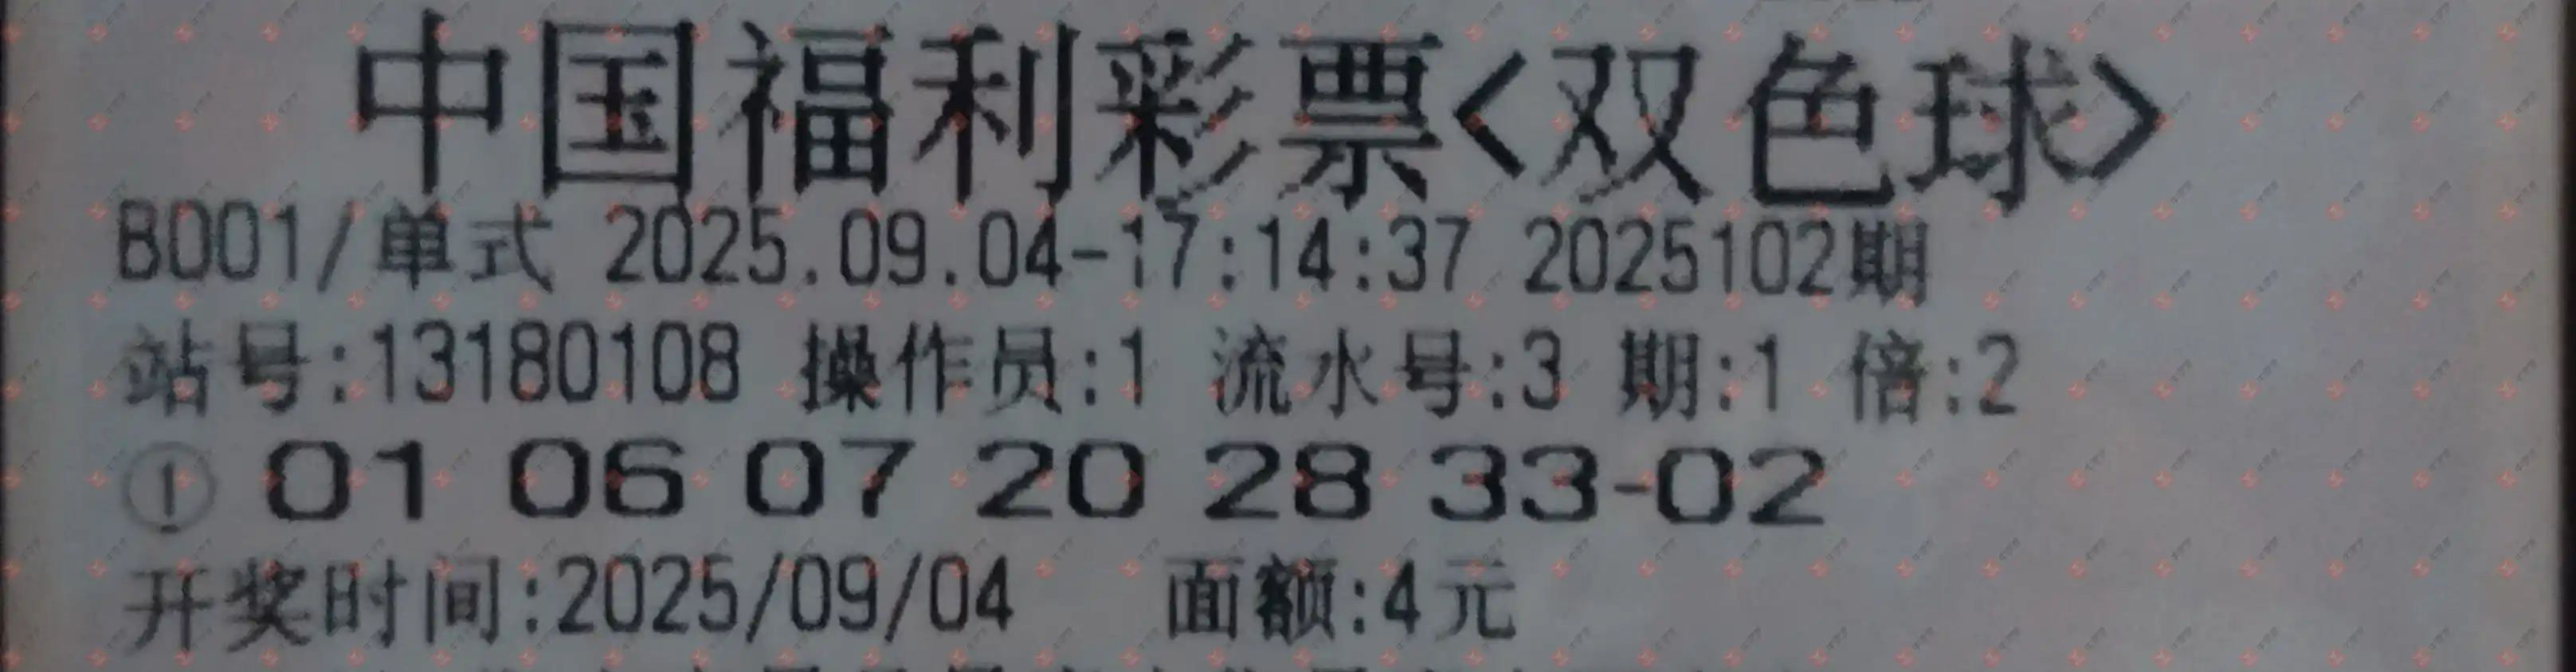 中国福利彩票<双色球>
B001/单式 2025.09.04-17:14:37 2025102期
站号:13180108 操作员:1 流水号:3 期:1 倍:2
① 01 06 07 20 28 33-02
开奖时间:2025/09/04 面额:4元